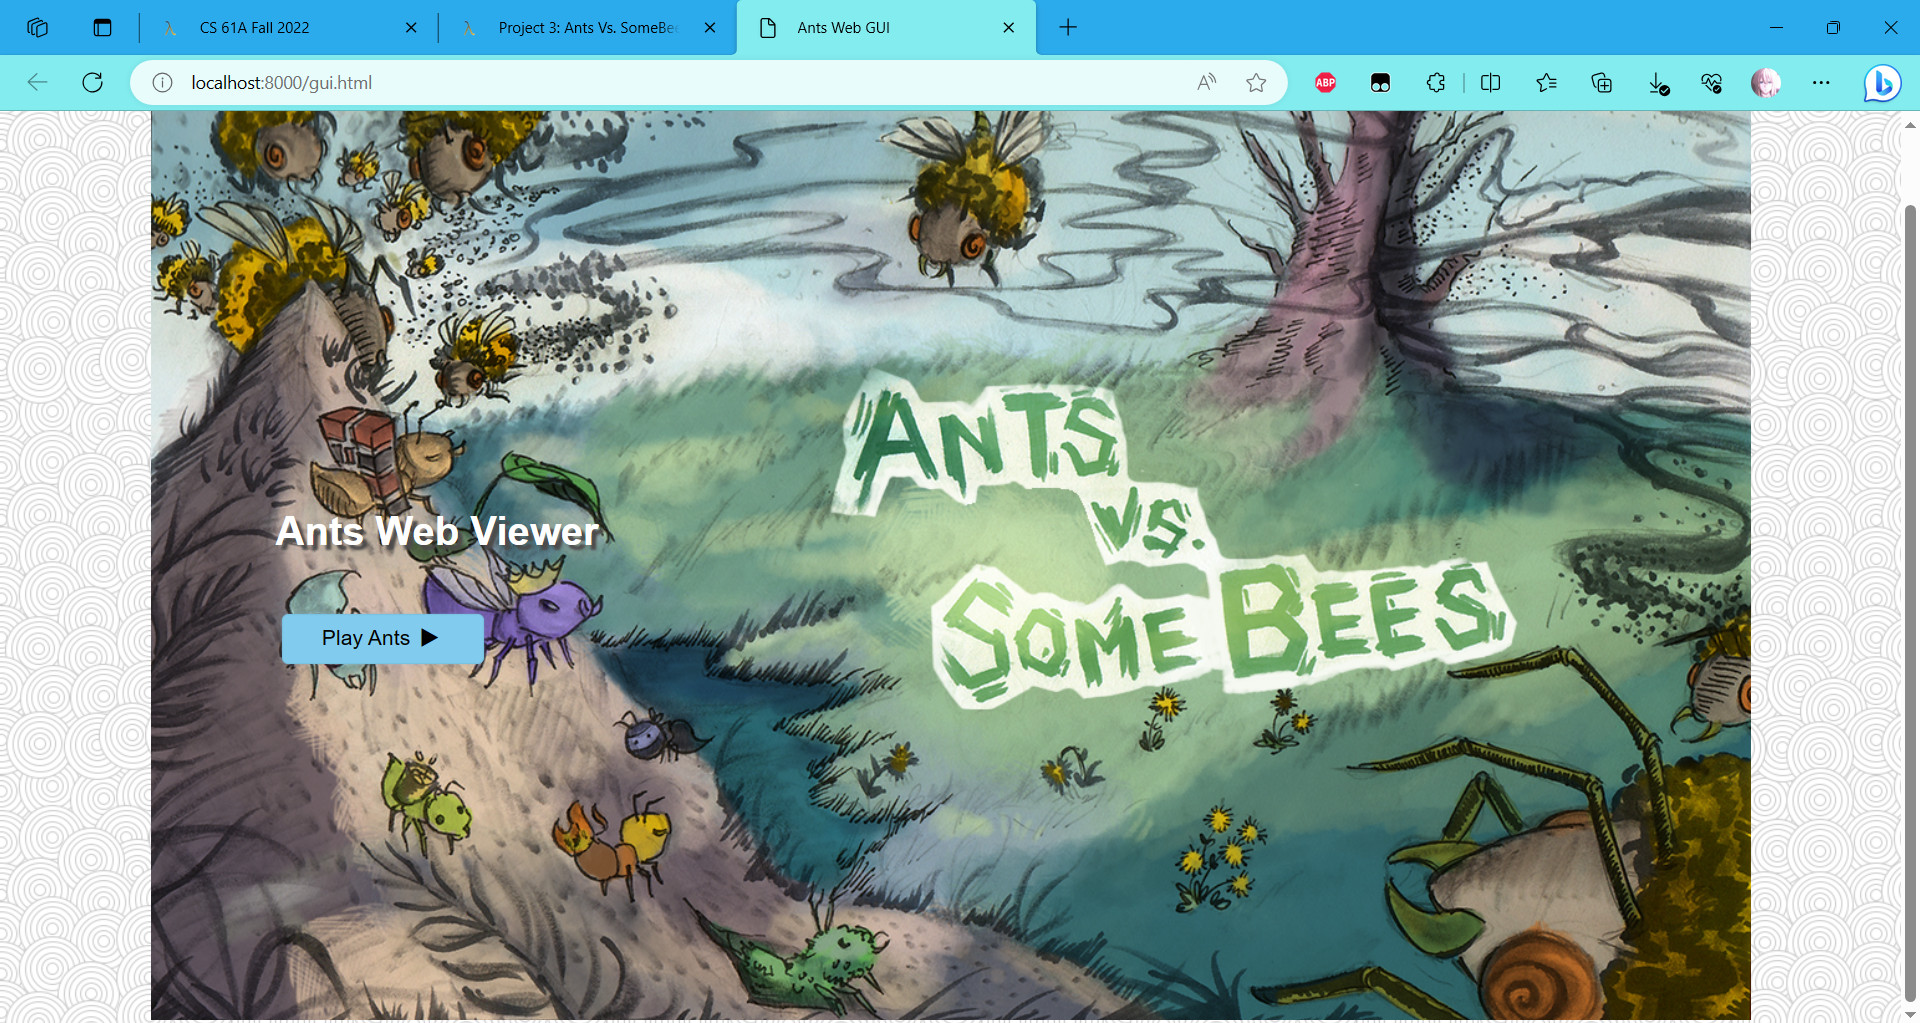 CS 61A Fall 2022
Project 3: Ants Vs. SomeBee
Ants Web GUI
localhost:8000/gui.html
ABP
ANTS
VS.
SOME BEES
Ants Web Viewer
Play Ants